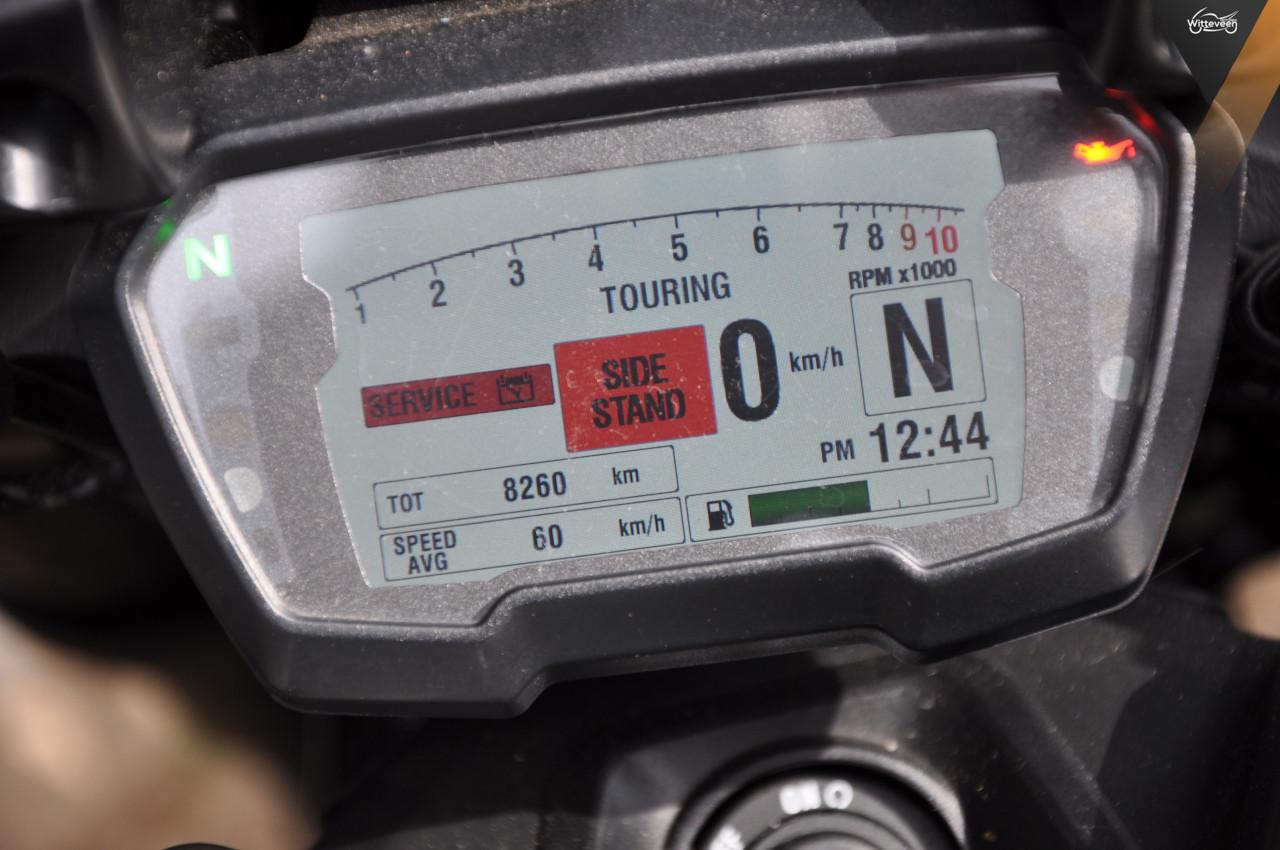 Witteveen
N
1 2 3 4 5 6 7 8 9 10
RPM x1000
TOURING
SERVICE
SIDE
STAND
0 km/h
N
PM 12:44
TOT 8260 km
SPEED
AVG
60 km/h